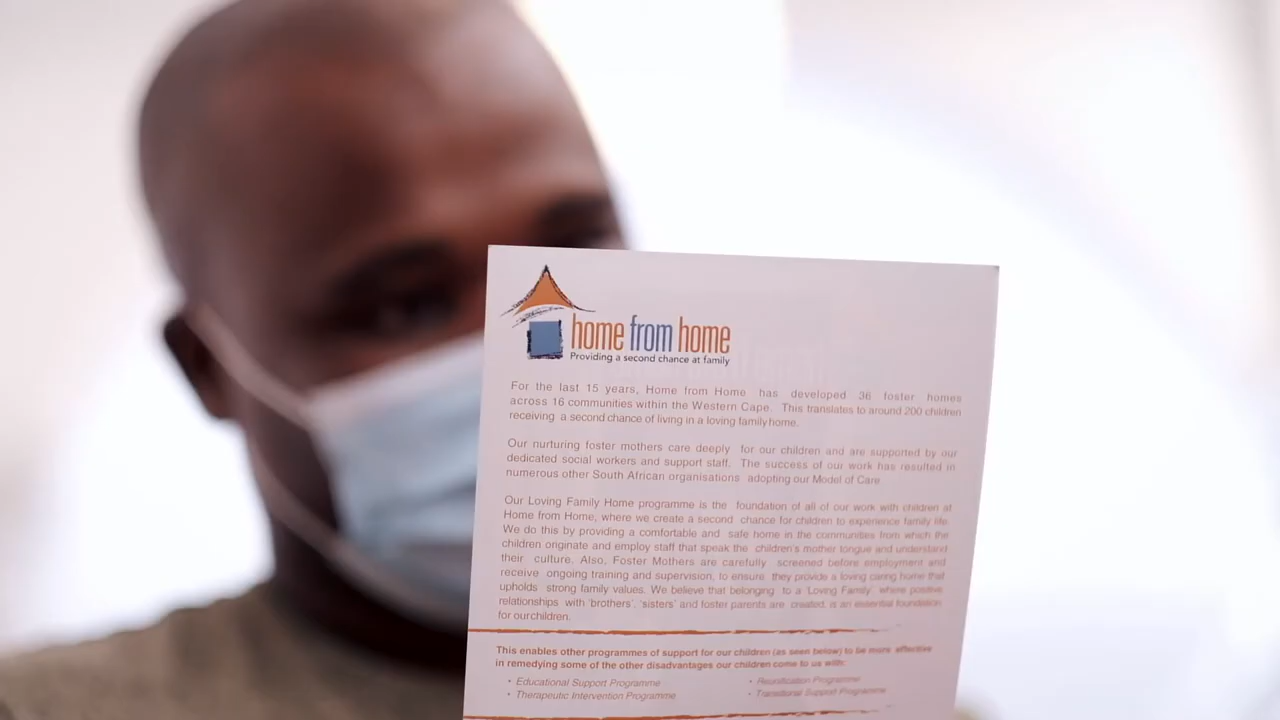 home from home
Providing a second chance at family
For the last 15 years, Home from Home has developed 36 foster homes
across 16 communities within the Western Cape. This translates to around 200 children
receiving a second chance of living in a loving family home.
Our nurturing foster mothers care deeply for our children and are supported by our
dedicated social workers and support staff. The success of our work has resulted in
numerous other South African organisations adopting our Model of Care.
Our Loving Family Home programme is the foundation of all of our work with children at
Home from Home, where we create a second chance for children to experience family life.
We do this by providing a comfortable and safe home in the communities from which the
children originate and employ staff that speak the children's mother tongue and understand
their culture. Also, Foster Mothers are carefully screened before employment and
receive ongoing training and supervision, to ensure they provide a loving caring home that
upholds strong family values. We believe that belonging to a 'Loving Family' where positive
relationships with 'brothers', 'sisters' and foster parents are created, is an essential foundation
for our children.
This enables other programmes of support for our children (as seen below) to be more effective
in remedying some of the other disadvantages our children come to us with:
• Educational Support Programme • Reunification Programme
• Therapeutic Intervention Programme • Transitional Support Programme